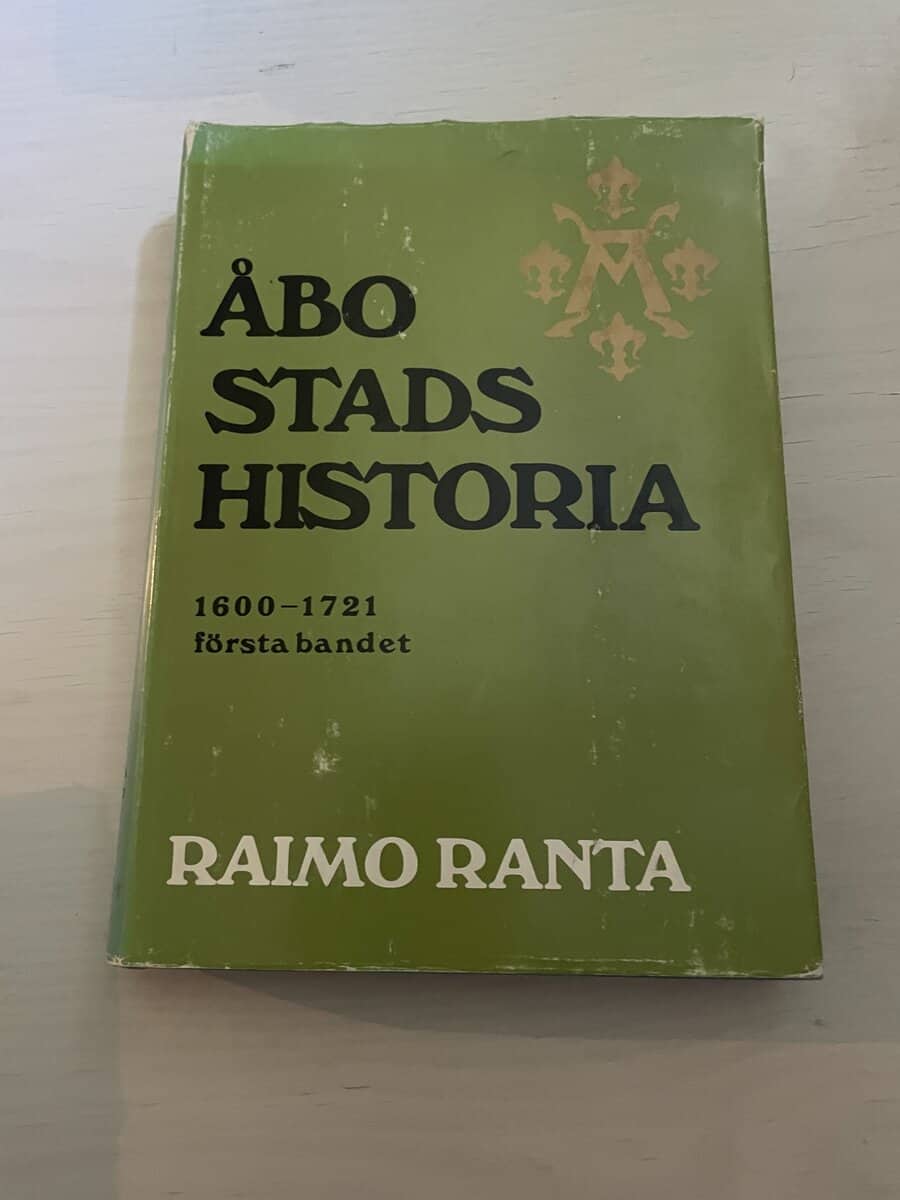 ÅBO
STADS
HISTORIA
1600–1721
första bandet
RAIMO RANTA